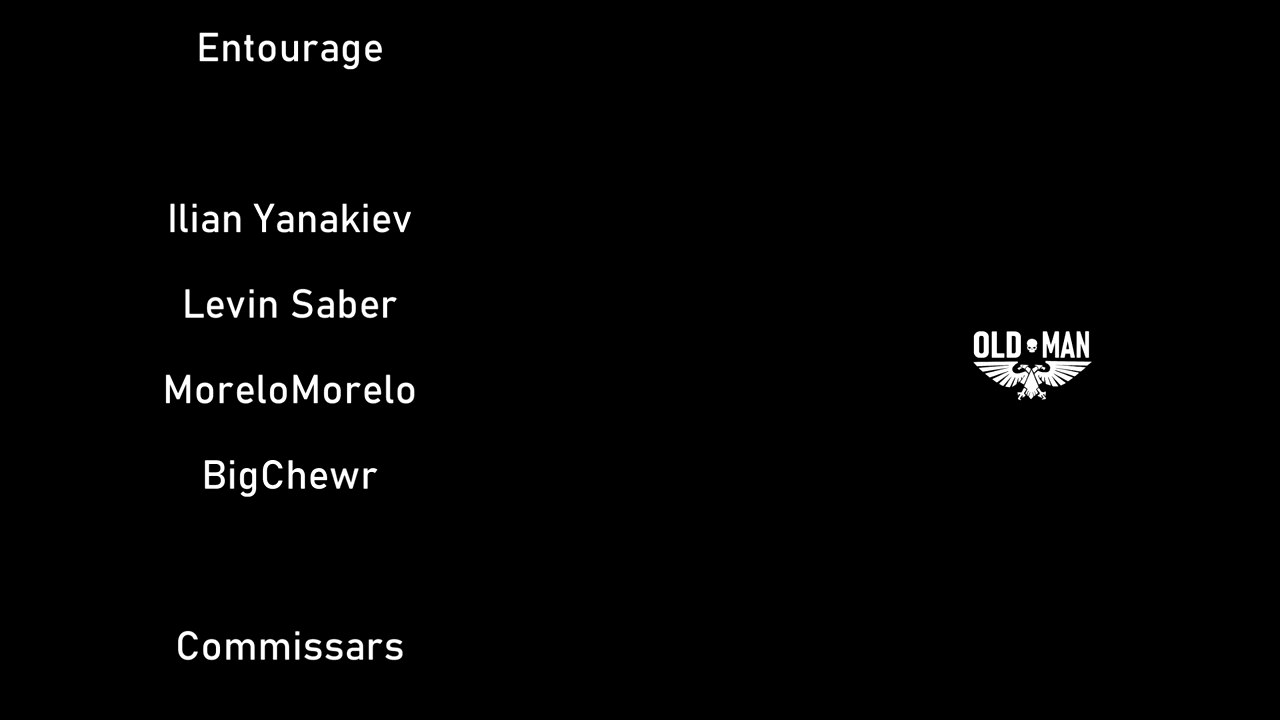 Entourage
Ilian Yanakiev
Levin Saber
MoreloMorelo
BigChewr
Commissars
OLD MAN